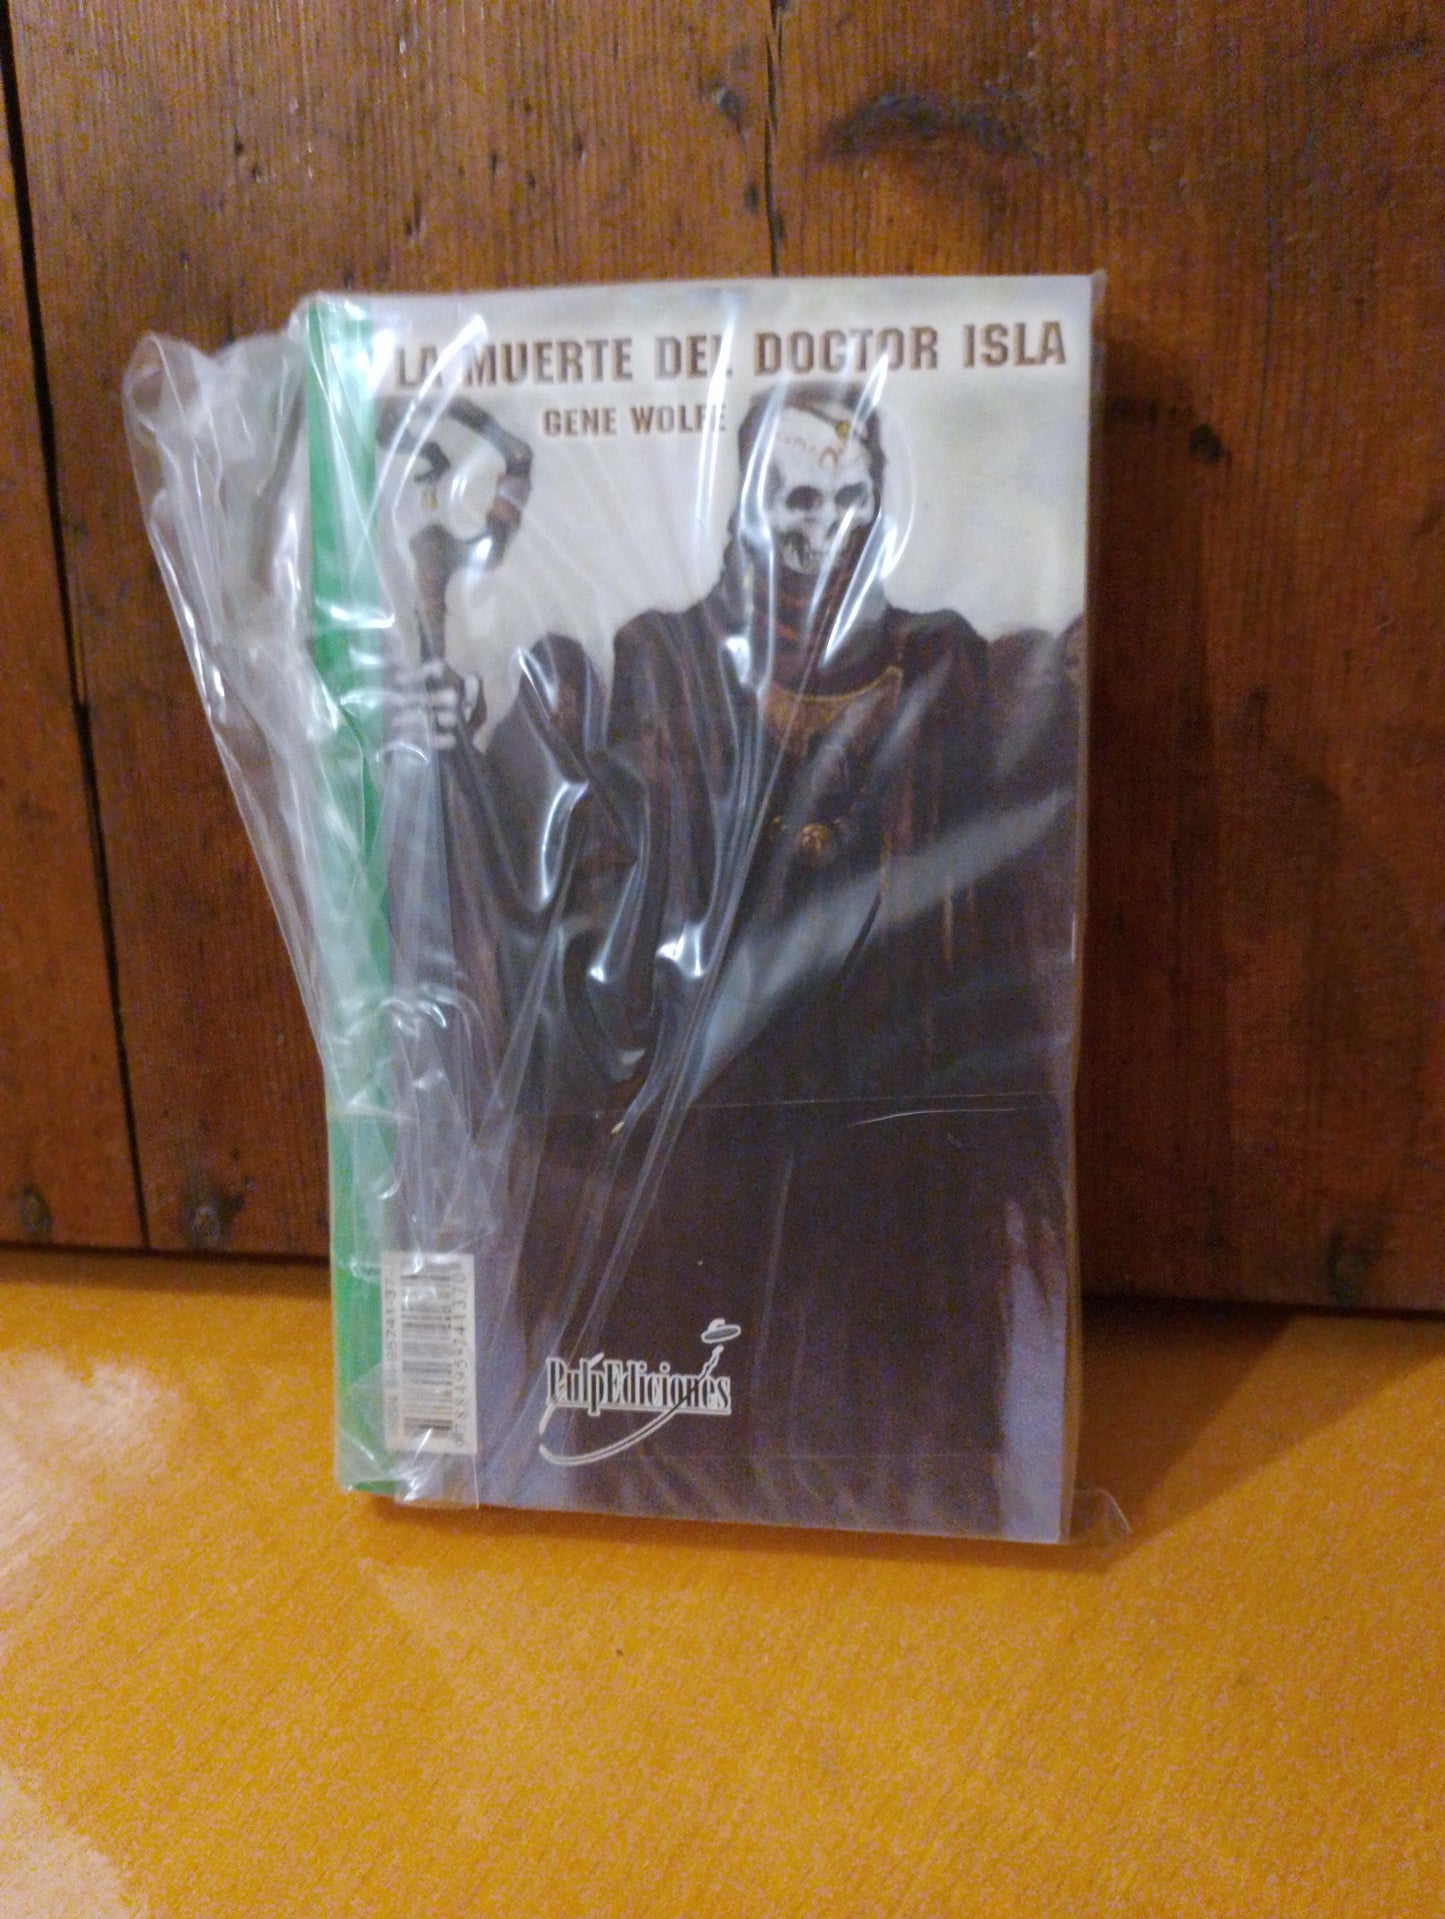 LA MUERTE DEL DOCTOR ISLA
GENE WOLFE
PulpEdiciones